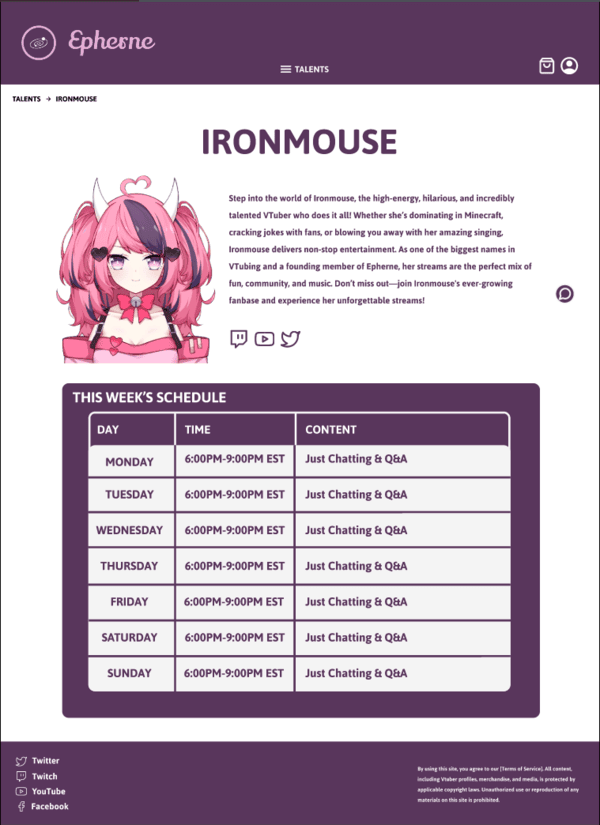 Epherne
TALENTS
TALENTS → IRONMOUSE
IRONMOUSE
Step into the world of Ironmouse, the high-energy, hilarious, and incredibly
talented VTuber who does it all! Whether she's dominating in Minecraft,
cracking jokes with fans, or blowing you away with her amazing singing,
Ironmouse delivers non-stop entertainment. As one of the biggest names in
VTubing and a founding member of Epherne, her streams are the perfect mix of
fun, community, and music. Don't miss out—join Ironmouse's ever-growing
fanbase and experience her unforgettable streams!
THIS WEEK'S SCHEDULE
DAY TIME CONTENT
MONDAY 6:00PM-9:00PM EST Just Chatting & Q&A
TUESDAY 6:00PM-9:00PM EST Just Chatting & Q&A
WEDNESDAY 6:00PM-9:00PM EST Just Chatting & Q&A
THURSDAY 6:00PM-9:00PM EST Just Chatting & Q&A
FRIDAY 6:00PM-9:00PM EST Just Chatting & Q&A
SATURDAY 6:00PM-9:00PM EST Just Chatting & Q&A
SUNDAY 6:00PM-9:00PM EST Just Chatting & Q&A
Twitter
Twitch
YouTube
Facebook
By using this site, you agree to our [Terms of Service]. All content,
including Vtuber profiles, merchandise, and media, is protected by
applicable copyright laws. Unauthorized use or reproduction of any
materials on this site is prohibited.